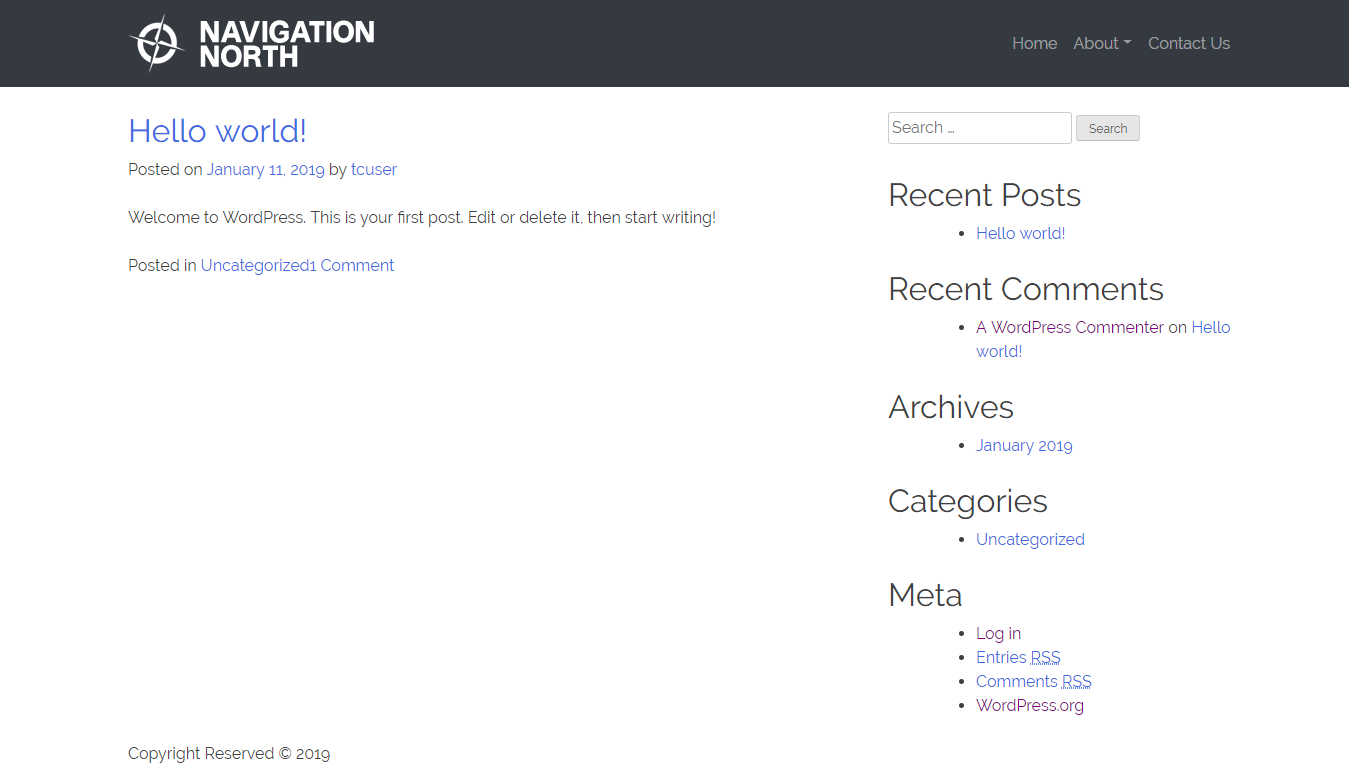 NAVIGATION
NORTH
Home About Contact Us
Hello world!
Posted on January 11, 2019 by tcuser
Welcome to WordPress. This is your first post. Edit or delete it, then start writing!
Posted in Uncategorized1 Comment
Search …
Search
Recent Posts
Hello world!
Recent Comments
A WordPress Commenter on Hello
world!
Archives
January 2019
Categories
Uncategorized
Meta
Log in
Entries RSS
Comments RSS
WordPress.org
Copyright Reserved © 2019